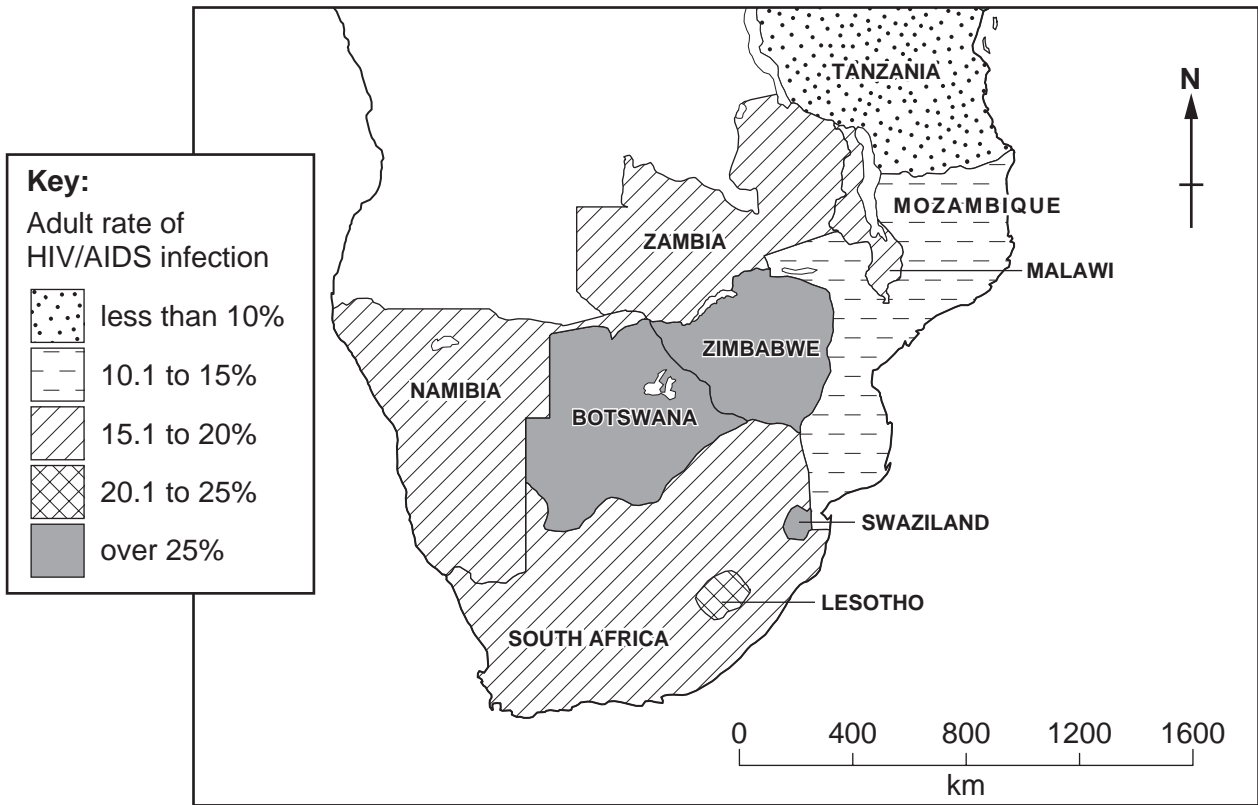 TANZANIA
N
Key:
Adult rate of
HIV/AIDS infection
less than 10%
10.1 to 15%
15.1 to 20%
20.1 to 25%
over 25%
MOZAMBIQUE
ZAMBIA
MALAWI
ZIMBABWE
NAMIBIA
BOTSWANA
SWAZILAND
LESOTHO
SOUTH AFRICA
0 400 800 1200 1600
km